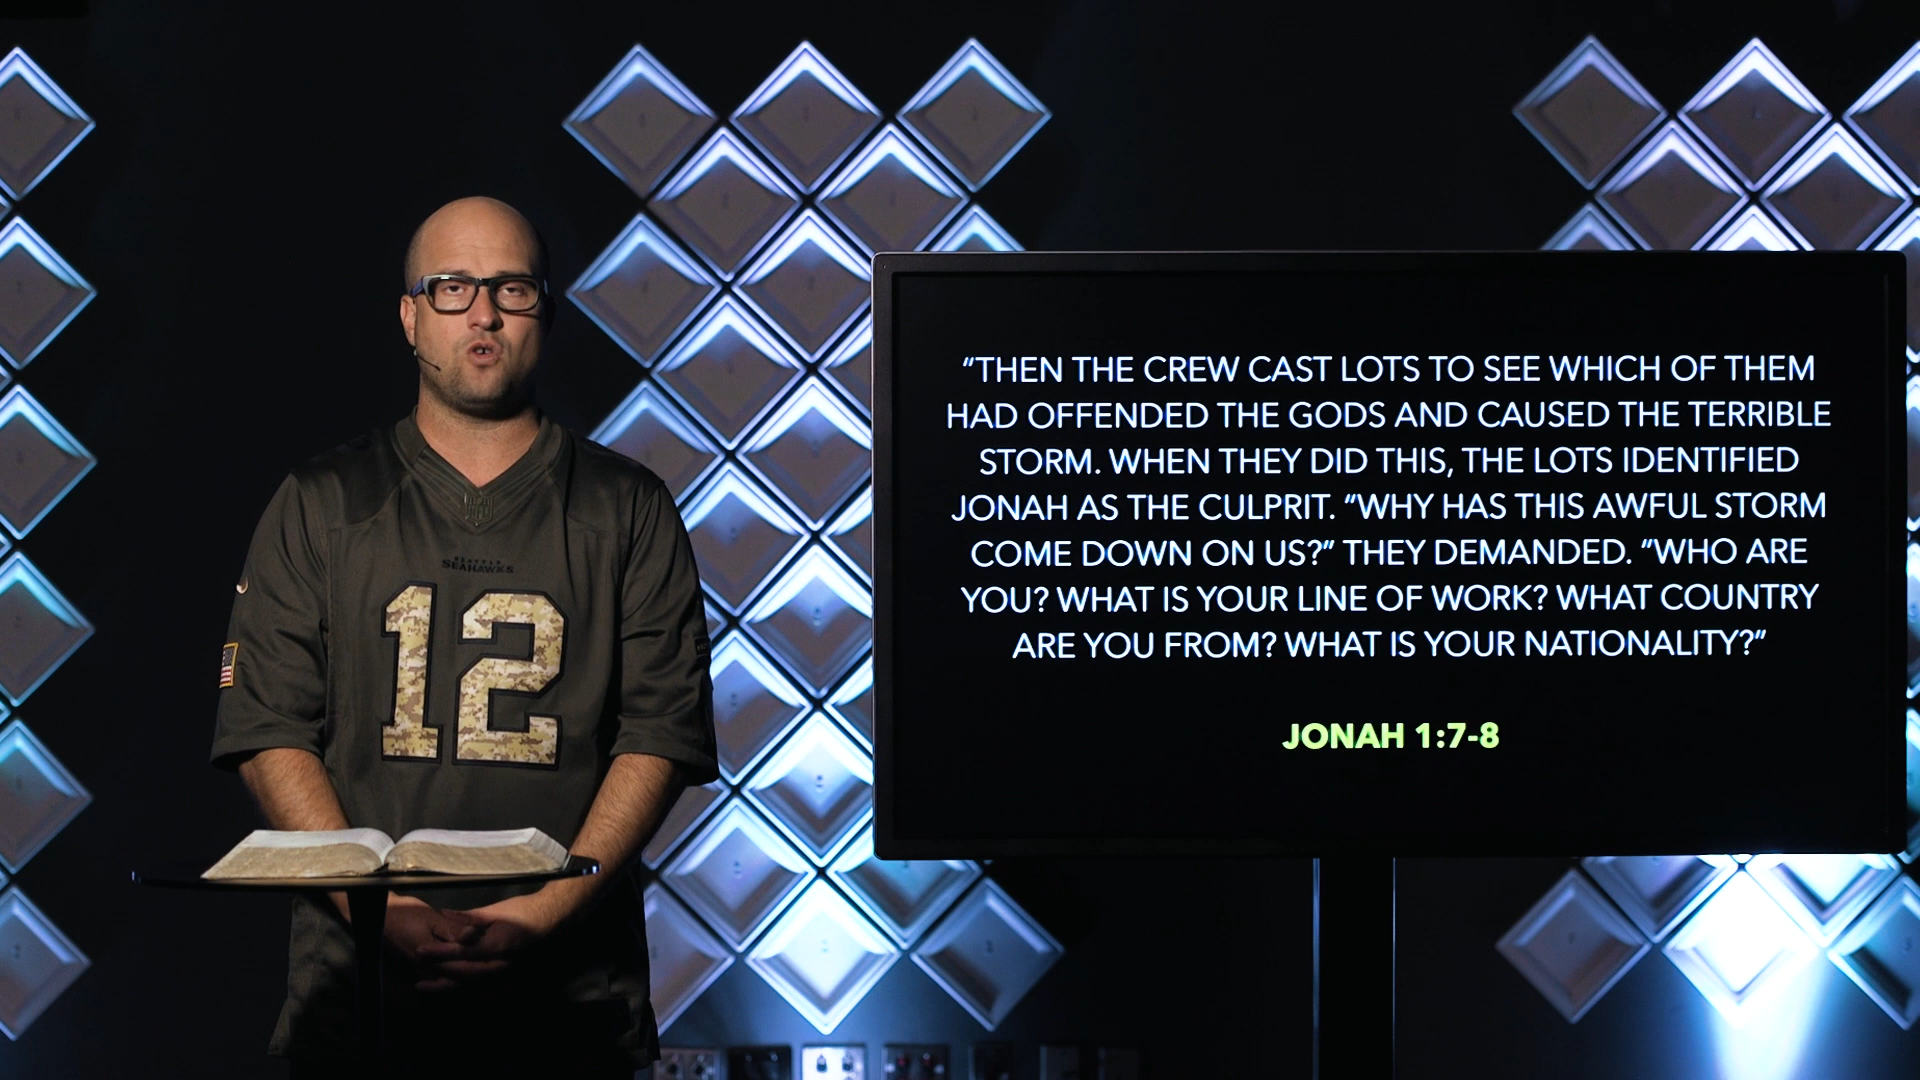 “THEN THE CREW CAST LOTS TO SEE WHICH OF THEM
HAD OFFENDED THE GODS AND CAUSED THE TERRIBLE
STORM. WHEN THEY DID THIS, THE LOTS IDENTIFIED
JONAH AS THE CULPRIT. “WHY HAS THIS AWFUL STORM
COME DOWN ON US?” THEY DEMANDED. “WHO ARE
YOU? WHAT IS YOUR LINE OF WORK? WHAT COUNTRY
ARE YOU FROM? WHAT IS YOUR NATIONALITY?”
JONAH 1:7-8
NFL
SEATTLE
SEAHAWKS
12